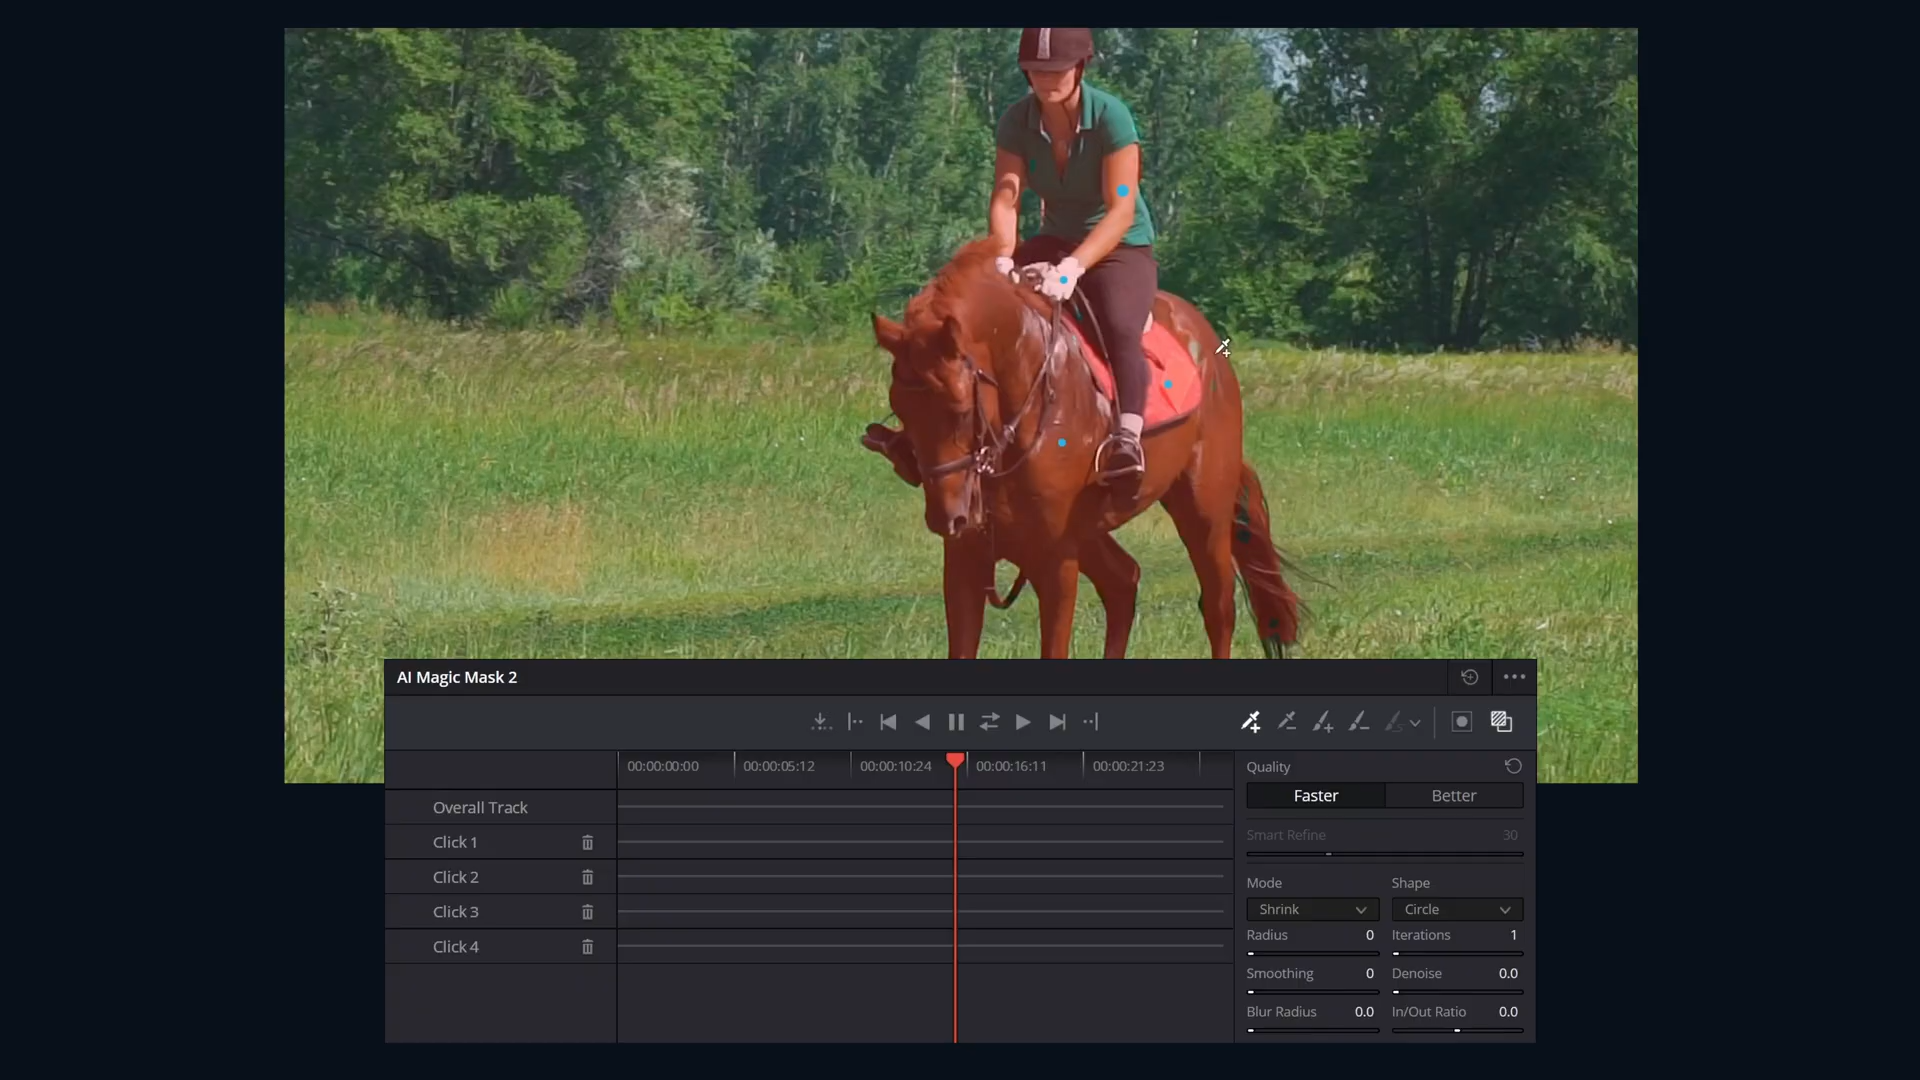 AI Magic Mask 2
00:00:00:00 00:00:05:12 00:00:10:24 00:00:16:11 00:00:21:23
Overall Track
Click 1
Click 2
Click 3
Click 4
Quality
Faster Better
Smart Refine 30
Mode Shape
Shrink Circle
Radius 0 Iterations 1
Smoothing 0 Denoise 0.0
Blur Radius 0.0 In/Out Ratio 0.0